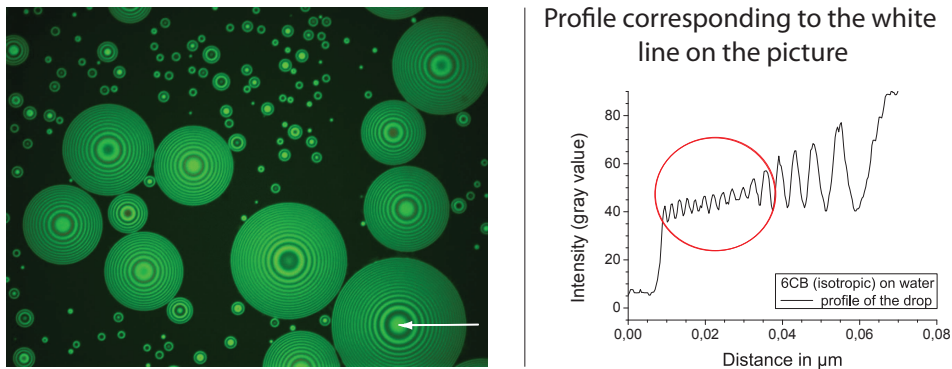 Profile corresponding to the white
line on the picture
Intensity (gray value)
80
60
40
20
0
6CB (isotropic) on water
profile of the drop
0,00
0,02
0,04
0,06
0,08
Distance in µm